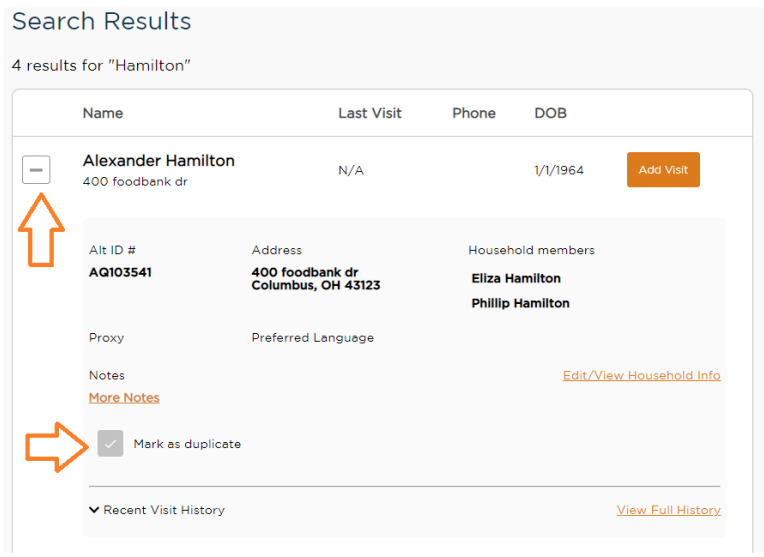 Search Results
4 results for "Hamilton"
Name Last Visit Phone DOB
Alexander Hamilton
400 foodbank dr
N/A 1/1/1964 Add Visit
Alt ID # Address Household members
AQ103541
400 foodbank dr
Columbus, OH 43123
Eliza Hamilton
Phillip Hamilton
Proxy Preferred Language
Notes Edit/View Household Info
More Notes
Mark as duplicate
Recent Visit History View Full History